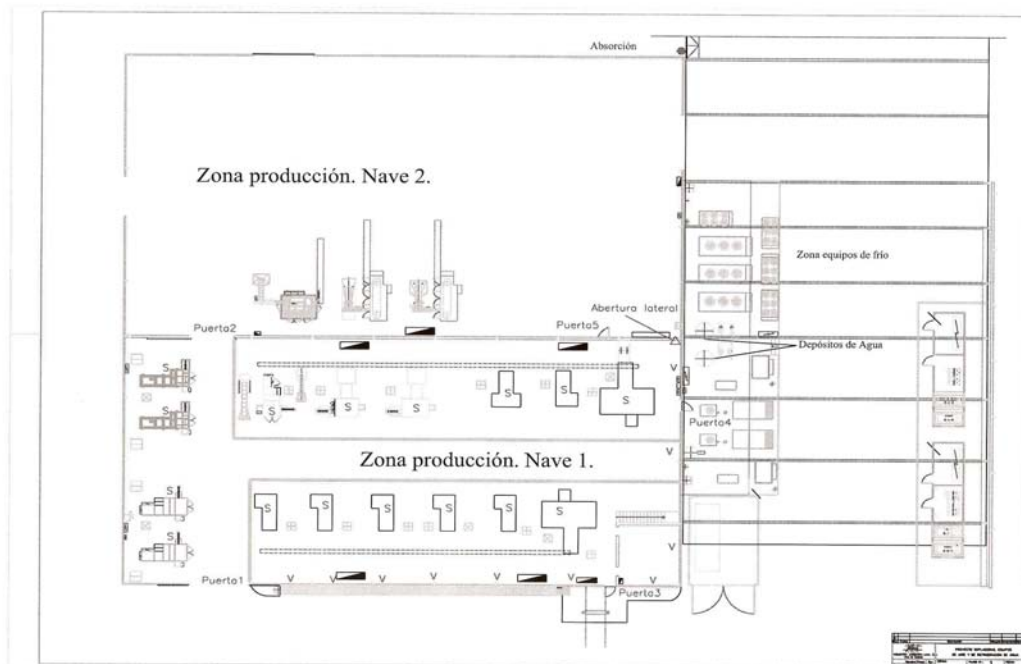 Absorción
Zona producción. Nave 2.
Zona equipos de frío
Abertura lateral
Puerta2
Puerta5
Depósitos de Agua
S
S
S
S
S
S
S
S
V
Puerta4
Zona producción. Nave 1.
V
S
S
S
S
S
S
S
S
V
V
V
V
V
V
V
V
Puerta1
Puerta3